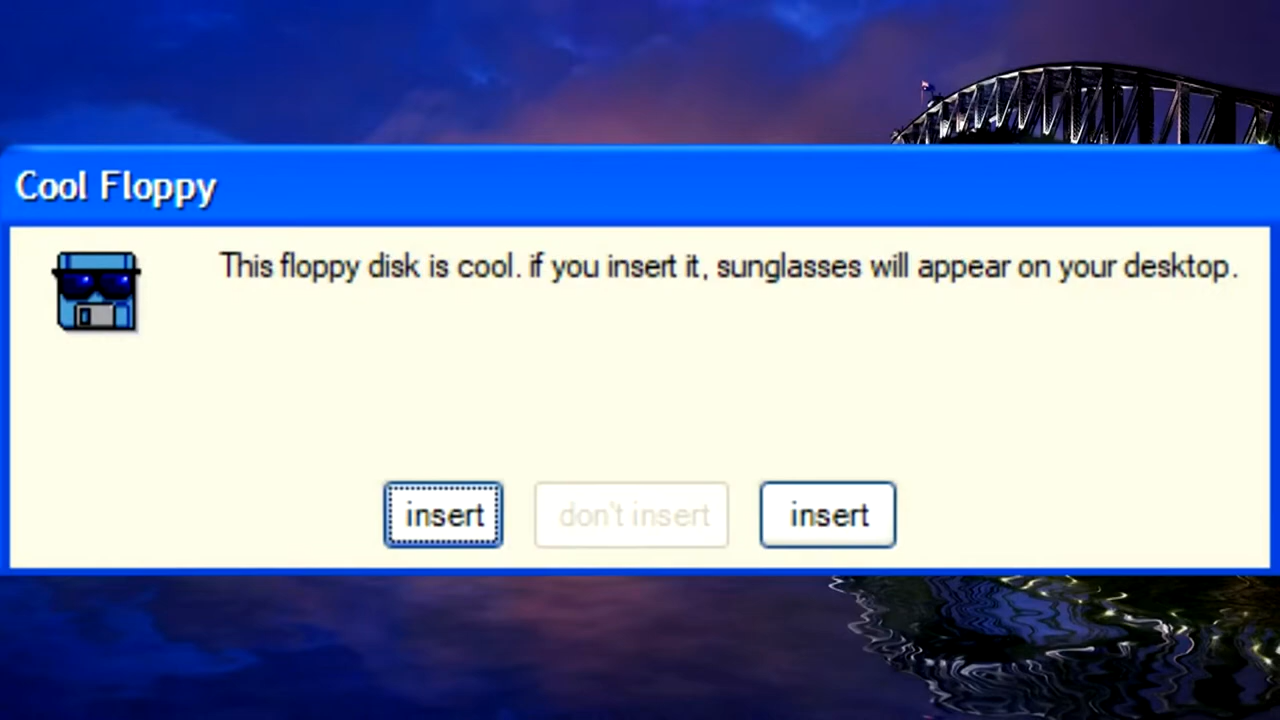 Cool Floppy
This floppy disk is cool. if you insert it, sunglasses will appear on your desktop.
insert don't insert insert